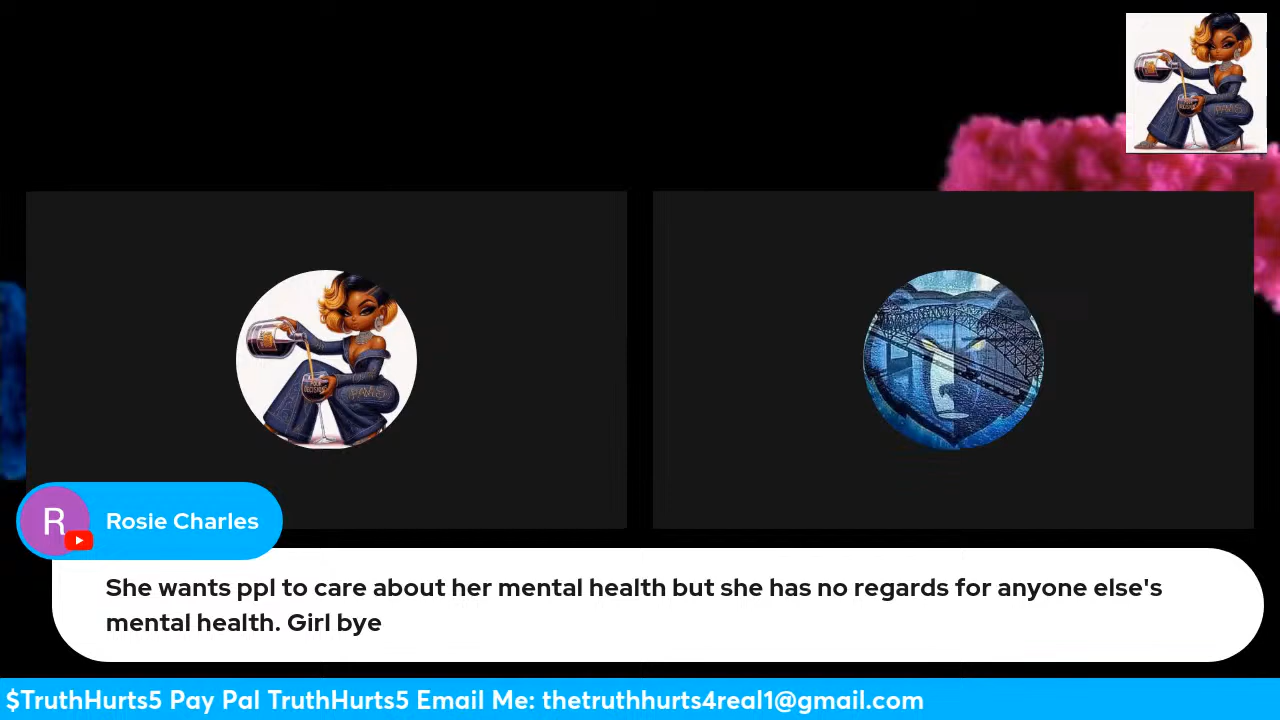 R
Rosie Charles
She wants ppl to care about her mental health but she has no regards for anyone else's
mental health. Girl bye
$TruthHurts5 Pay Pal TruthHurts5 Email Me: thetruthhurts4real1@gmail.com